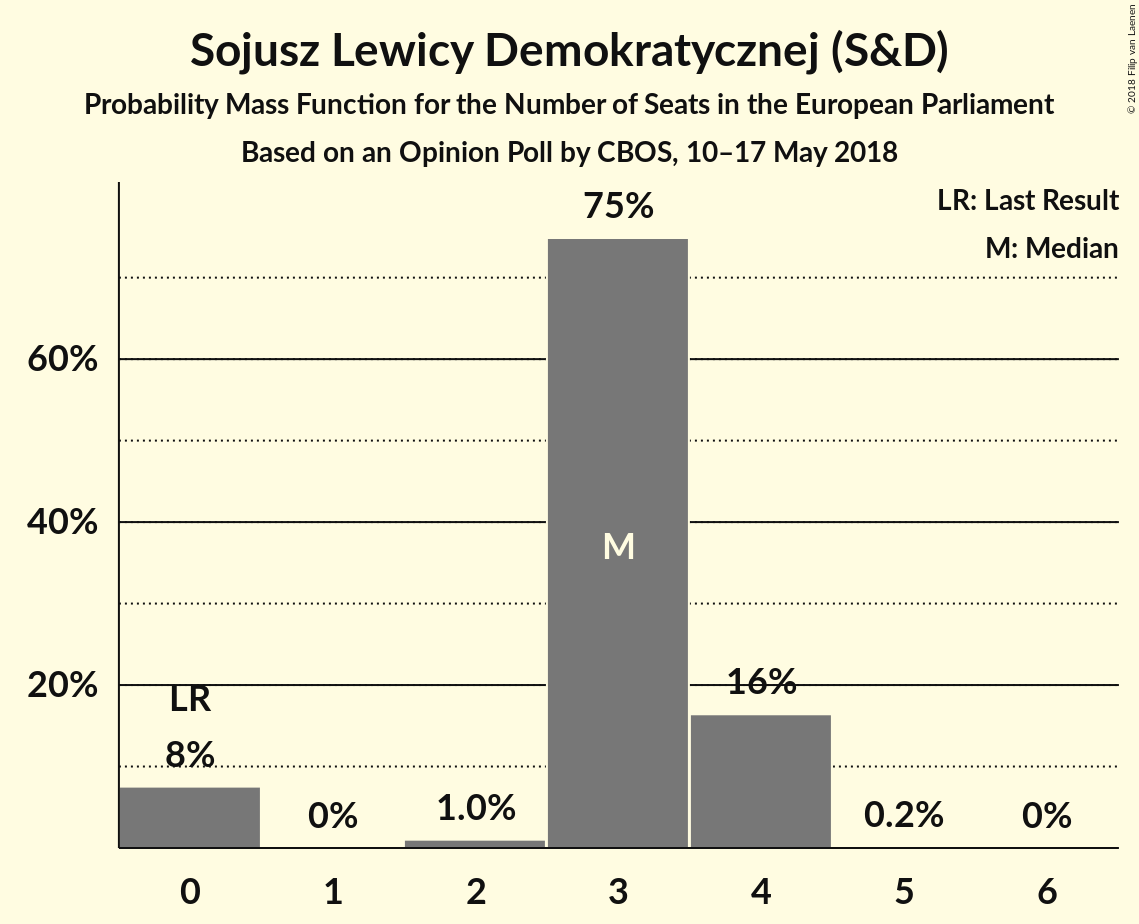 Sojusz Lewicy Demokratycznej (S&D)
Probability Mass Function for the Number of Seats in the European Parliament
Based on an Opinion Poll by CBOS, 10–17 May 2018
© 2018 Filip van Laenen
LR: Last Result
M: Median
75%
60%
40%
M
20%
LR
16%
8%
0%
1.0%
0.2%
0%
0 1 2 3 4 5 6